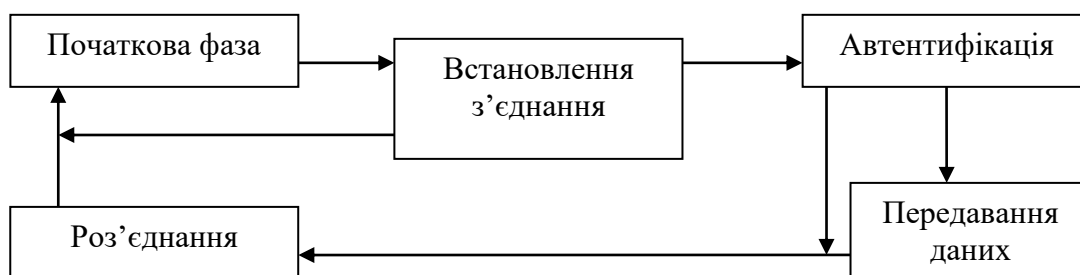 Початкова фаза
Встановлення
з’єднання
Автентифікація
Роз’єднання
Передавання
даних